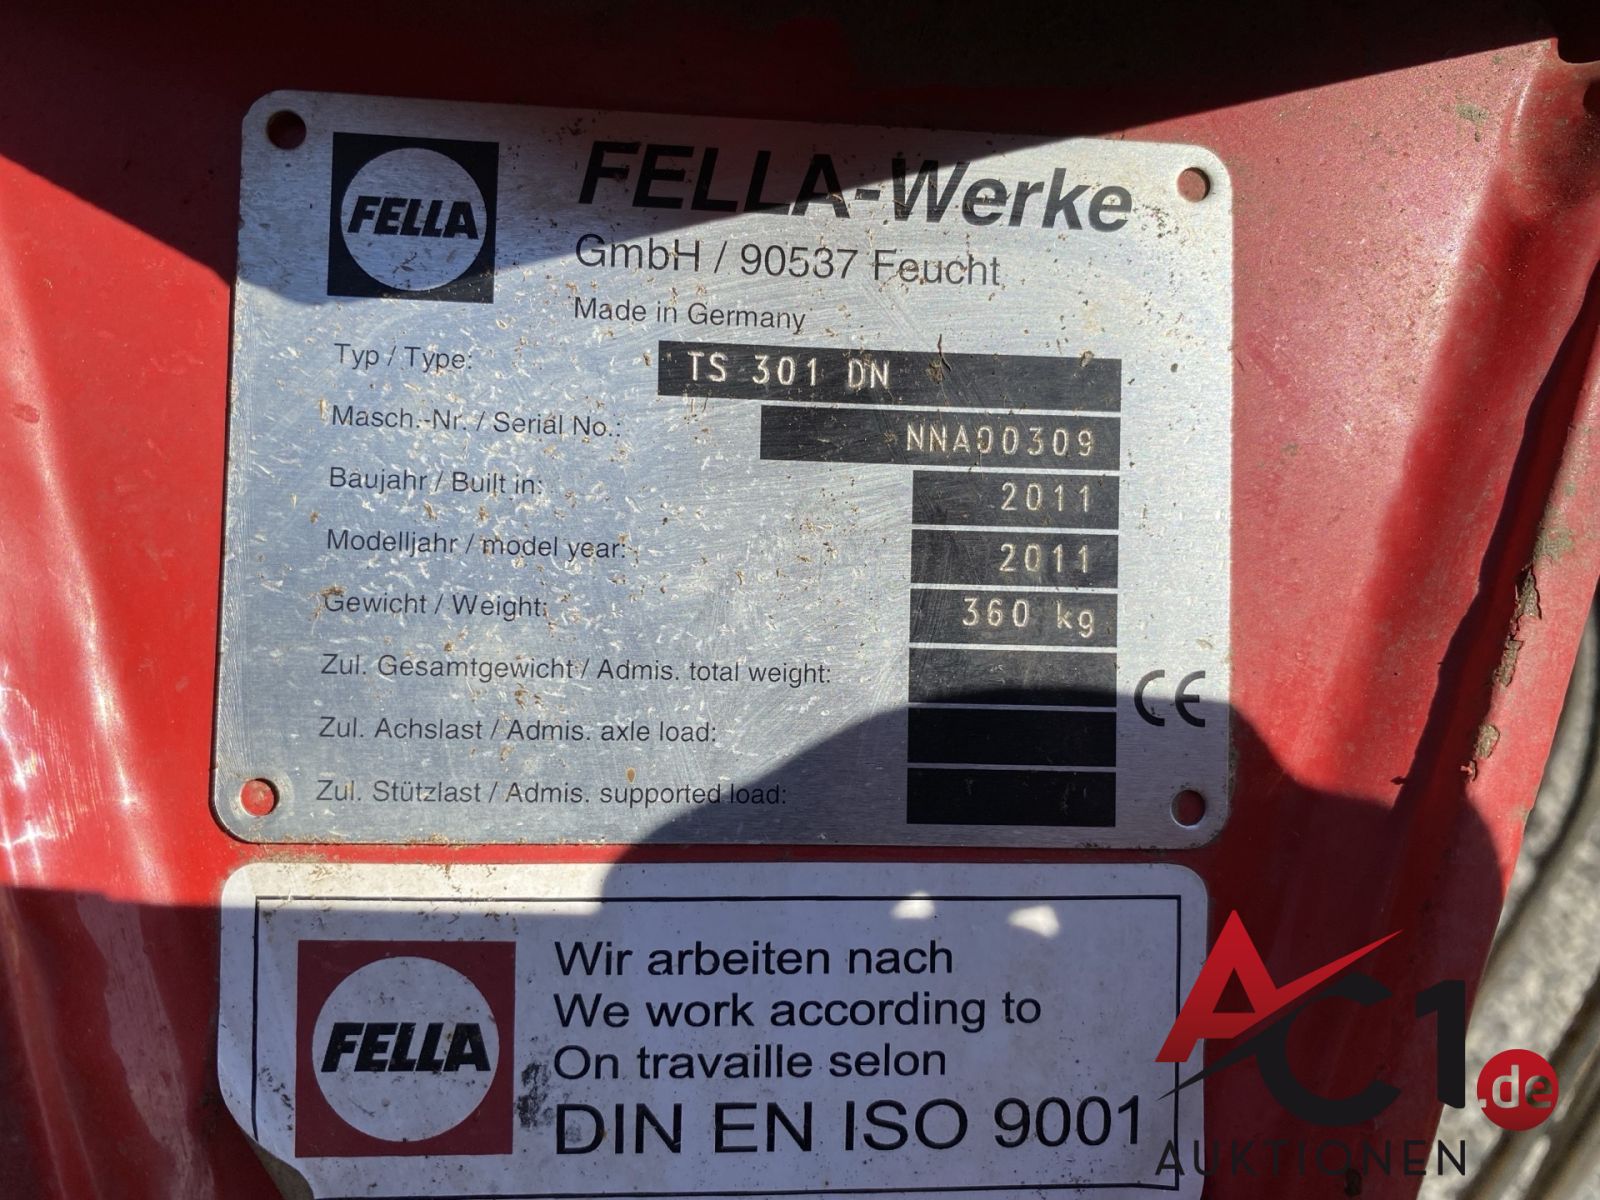 FELLA
FELLA-Werke
GmbH / 90537 Feucht
Made in Germany
Typ / Type: TS 301 DN
Masch.-Nr. / Serial No.: NNA00309
Baujahr / Built in: 2011
Modelljahr / model year: 2011
Gewicht / Weight: 360 kg
Zul. Gesamtgewicht / Admis. total weight:
Zul. Achslast / Admis. axle load:
Zul. Stützlast / Admis. supported load:
CE
FELLA
Wir arbeiten nach
We work according to
On travaille selon
DIN EN ISO 9001
AC1.de
AUKTIONEN